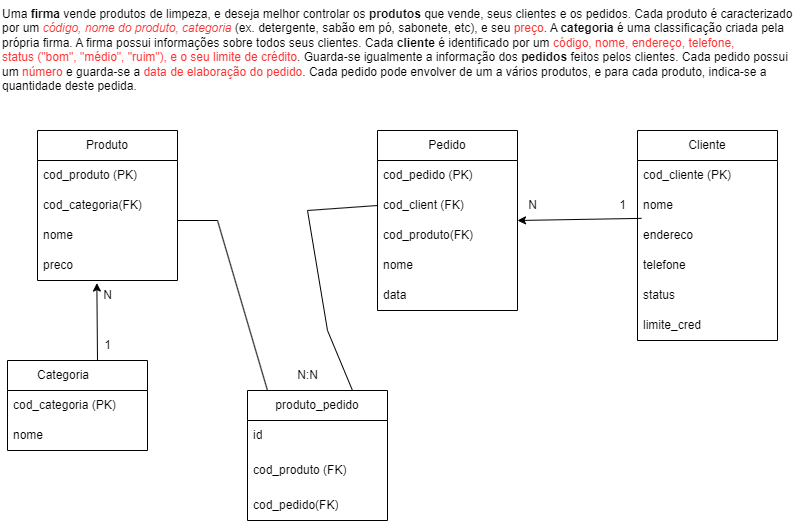 Uma firma vende produtos de limpeza, e deseja melhor controlar os produtos que vende, seus clientes e os pedidos. Cada produto é caracterizado
por um código, nome do produto, categoria (ex. detergente, sabão em pó, sabonete, etc), e seu preço. A categoria é uma classificação criada pela
própria firma. A firma possui informações sobre todos seus clientes. Cada cliente é identificado por um código, nome, endereço, telefone,
status ("bom", "médio", "ruim"), e o seu limite de crédito. Guarda-se igualmente a informação dos pedidos feitos pelos clientes. Cada pedido possui
um número e guarda-se a data de elaboração do pedido. Cada pedido pode envolver de um a vários produtos, e para cada produto, indica-se a
quantidade deste pedida.
Produto
cod_produto (PK)
cod_categoria(FK)
nome
preco
Pedido
cod_pedido (PK)
cod_client (FK)
cod_produto(FK)
nome
data
Cliente
cod_cliente (PK)
nome
endereco
telefone
status
limite_cred
N
1
N
1
Categoria
cod_categoria (PK)
nome
N:N
produto_pedido
id
cod_produto (FK)
cod_pedido(FK)